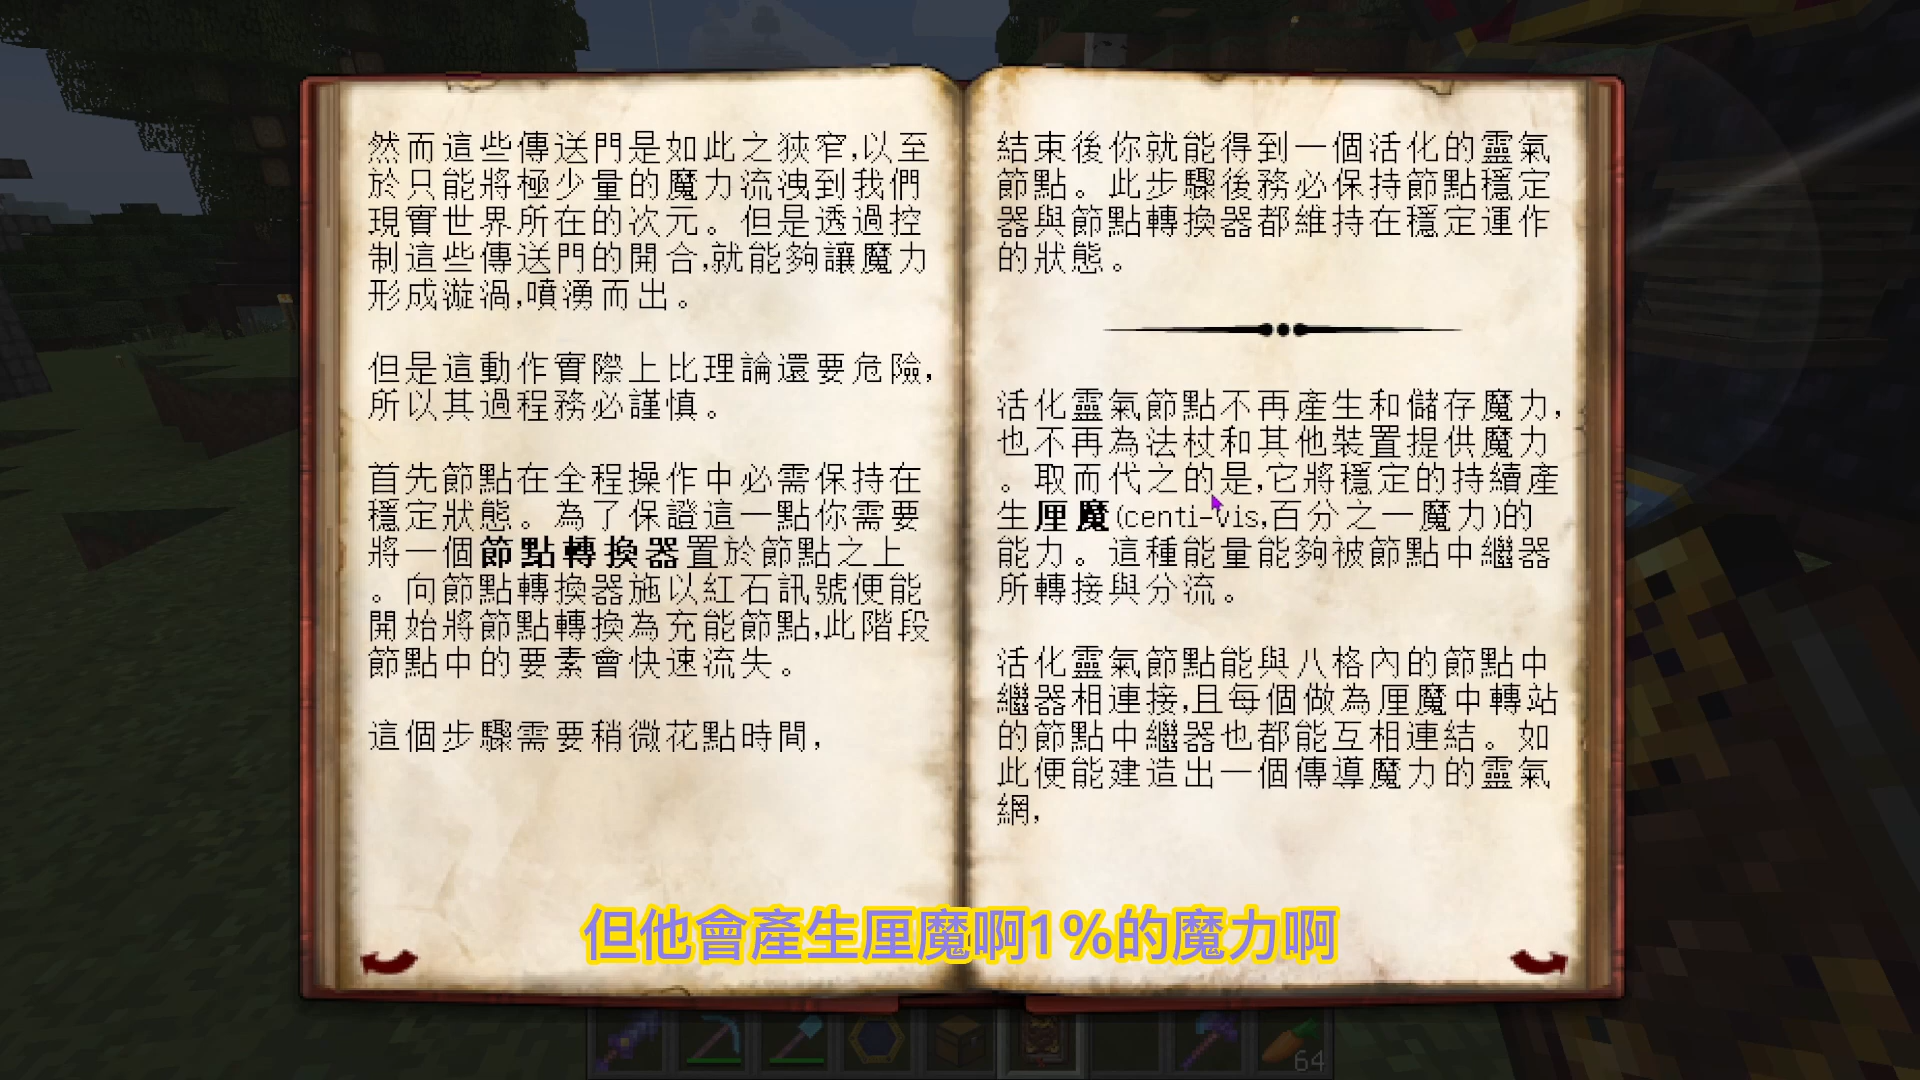 然而這些傳送門是如此之狹窄,以至
於只能將極少量的魔力流洩到我們
現實世界所在的次元。但是透過控
制這些傳送門的開合,就能夠讓魔力
形成漩渦,噴湧而出。
但是這動作實際上比理論還要危險,
所以其過程務必謹慎。
首先節點在全程操作中必需保持在
穩定狀態。為了保證這一點你需要
將一個節點轉換器置於節點之上
。向節點轉換器施以紅石訊號便能
開始將節點轉換為充能節點,此階段
節點中的要素會快速流失。
這個步驟需要稍微花點時間,
結束後你就能得到一個活化的靈氣
節點。此步驟後務必保持節點穩定
器與節點轉換器都維持在穩定運作
的狀態。
活化靈氣節點不再產生和儲存魔力,
也不再為法杖和其他裝置提供魔力
。取而代之的是,它將穩定的持續產
生厘魔(centi-vis,百分之一魔力)的
能力。這種能量能夠被節點中繼器
所轉接與分流。
活化靈氣節點能與八格內的節點中
繼器相連接,且每個做為厘魔中轉站
的節點中繼器也都能互相連結。如
此便能建造出一個傳導魔力的靈氣
網,
但他會產生厘魔啊1%的魔力啊
64